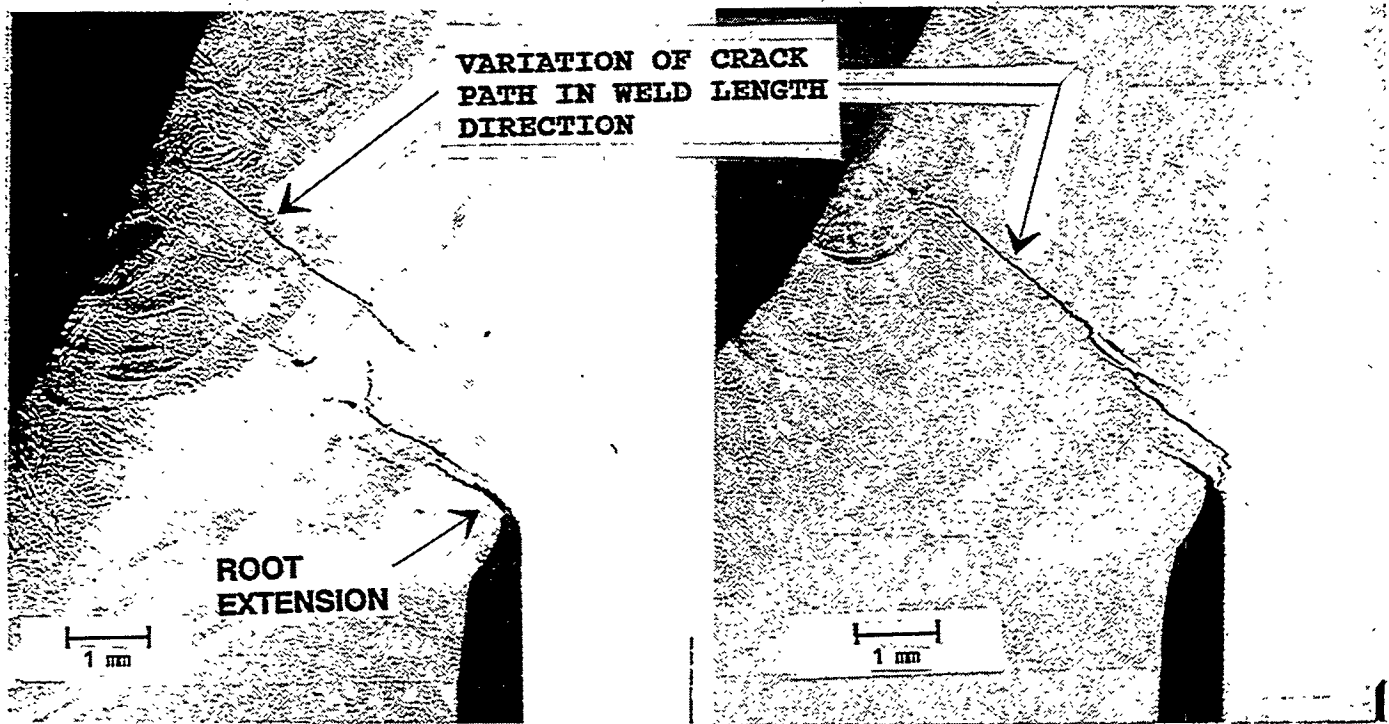 VARIATION OF CRACK
PATH IN WELD LENGTH
DIRECTION
ROOT
EXTENSION
1 mm
1 mm